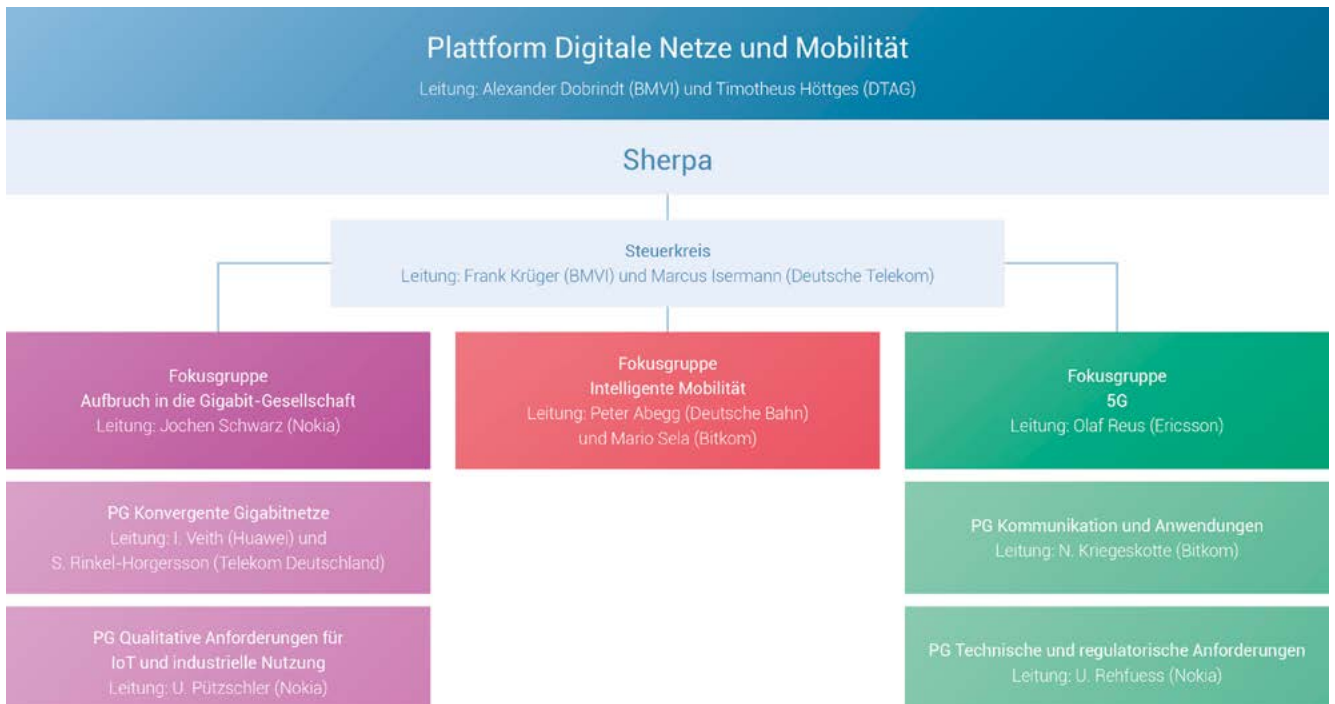 Plattform Digitale Netze und Mobilität
Leitung: Alexander Dobrindt (BMVI) und Timotheus Höttges (DTAG)
Sherpa
Steuerkreis
Leitung: Frank Krüger (BMVI) und Marcus Isermann (Deutsche Telekom)
Fokusgruppe
Aufbruch in die Gigabit-Gesellschaft
Leitung: Jochen Schwarz (Nokia)
PG Konvergente Gigabitnetze
Leitung: I. Veith (Huawei) und
S. Rinkel-Horgersson (Telekom Deutschland)
PG Qualitative Anforderungen für
IoT und industrielle Nutzung
Leitung: U. Pützschler (Nokia)
Fokusgruppe
Intelligente Mobilität
Leitung: Peter Abegg (Deutsche Bahn)
und Mario Sela (Bitkom)
Fokusgruppe
5G
Leitung: Olaf Reus (Ericsson)
PG Kommunikation und Anwendungen
Leitung: N. Kriegeskotte (Bitkom)
PG Technische und regulatorische Anforderungen
Leitung: U. Rehfuess (Nokia)